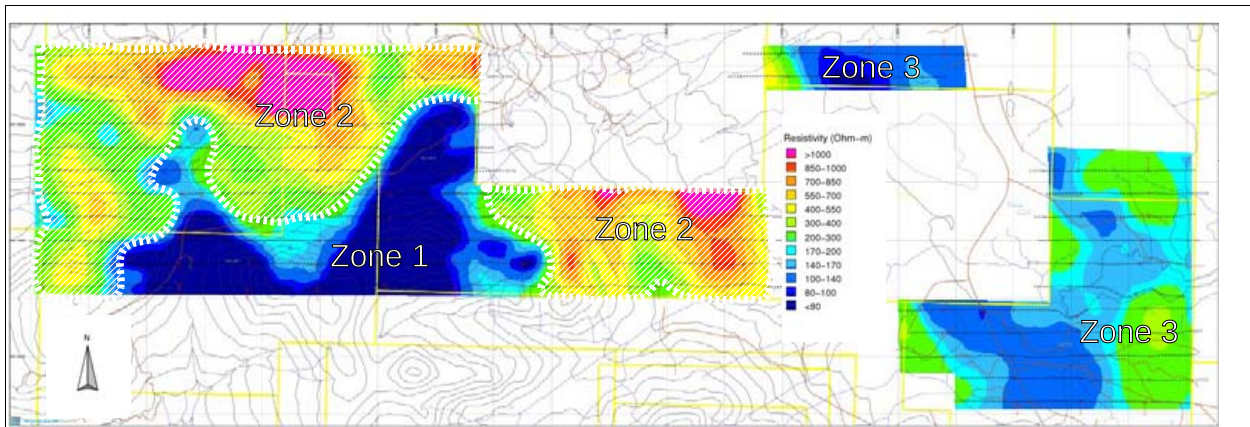 Zone 3
Zone 2
Resistivity (Ohm-m)
>1000
850-1000
700-850
550-700
400-550
300-400
200-300
170-200
140-170
100-140
80-100
<80
Zone 2
Zone 1
Zone 3
N